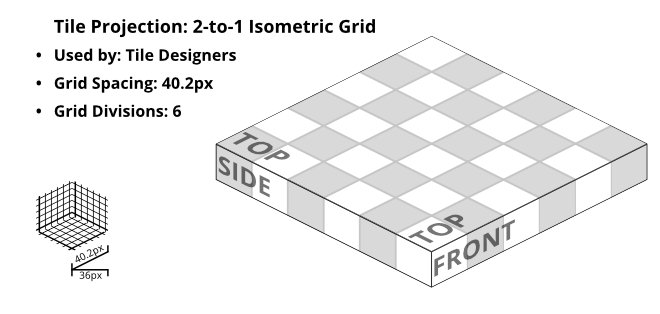 Tile Projection: 2-to-1 Isometric Grid
• Used by: Tile Designers
• Grid Spacing: 40.2px
• Grid Divisions: 6
TOP
SIDE
TOP
FRONT
40.2px
36px